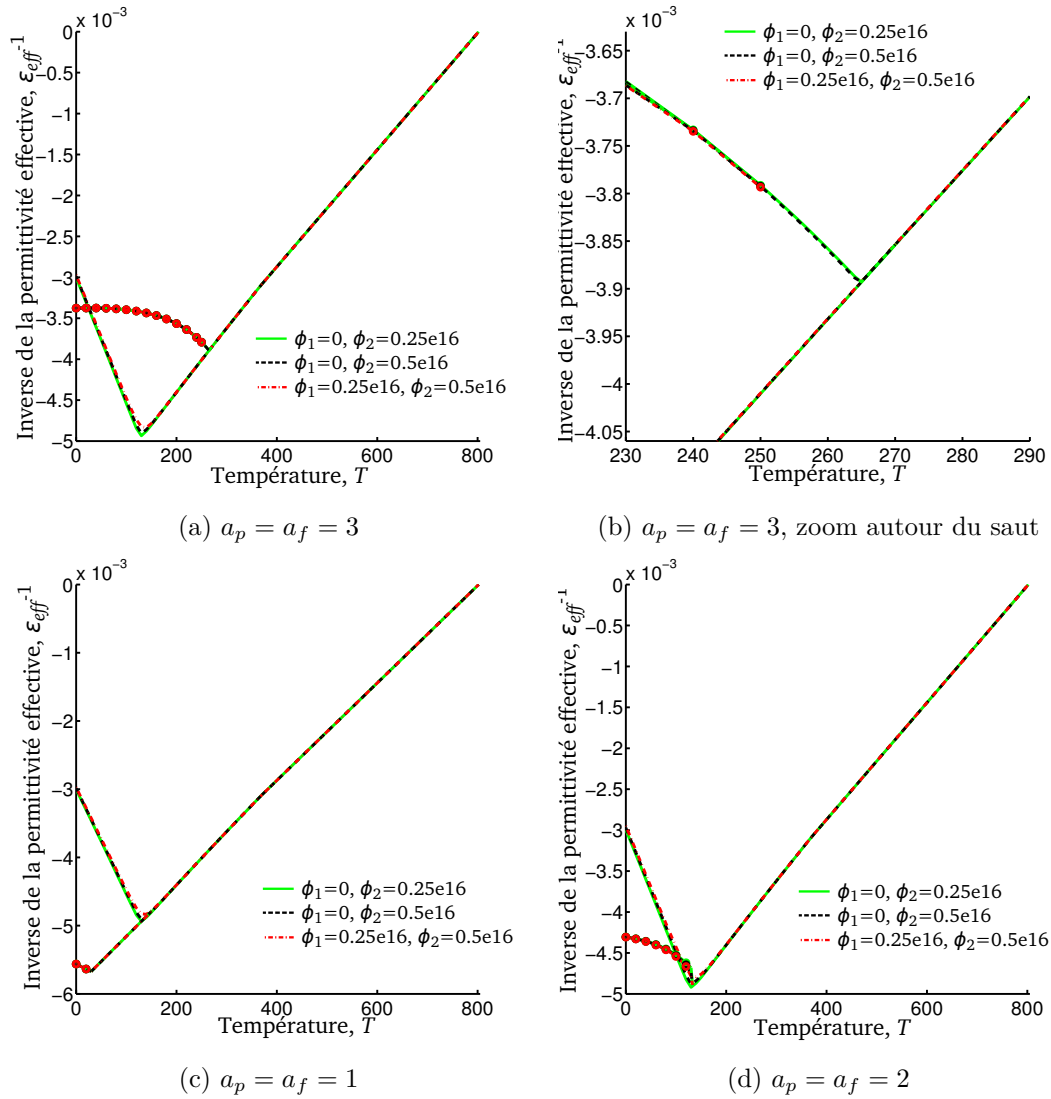 × 10⁻³
0
−0.5
−1
−1.5
−2
−2.5
−3
−3.5
−4
−4.5
−5
Inverse de la permittivité effective, ε_eff⁻¹
ϕ₁=0, ϕ₂=0.25e16
ϕ₁=0, ϕ₂=0.5e16
ϕ₁=0.25e16, ϕ₂=0.5e16
0 200 400 600 800
Température, T
(a) a_p = a_f = 3
× 10⁻³
−3.65
−3.7
−3.75
−3.8
−3.85
−3.9
−3.95
−4
−4.05
Inverse de la permittivité effective, ε_eff⁻¹
ϕ₁=0, ϕ₂=0.25e16
ϕ₁=0, ϕ₂=0.5e16
ϕ₁=0.25e16, ϕ₂=0.5e16
230 240 250 260 270 280 290
Température, T
(b) a_p = a_f = 3, zoom autour du saut
× 10⁻³
0
−1
−2
−3
−4
−5
−6
Inverse de la permittivité effective, ε_eff⁻¹
ϕ₁=0, ϕ₂=0.25e16
ϕ₁=0, ϕ₂=0.5e16
ϕ₁=0.25e16, ϕ₂=0.5e16
0 200 400 600 800
Température, T
(c) a_p = a_f = 1
× 10⁻³
0
−0.5
−1
−1.5
−2
−2.5
−3
−3.5
−4
−4.5
−5
Inverse de la permittivité effective, ε_eff⁻¹
ϕ₁=0, ϕ₂=0.25e16
ϕ₁=0, ϕ₂=0.5e16
ϕ₁=0.25e16, ϕ₂=0.5e16
0 200 400 600 800
Température, T
(d) a_p = a_f = 2